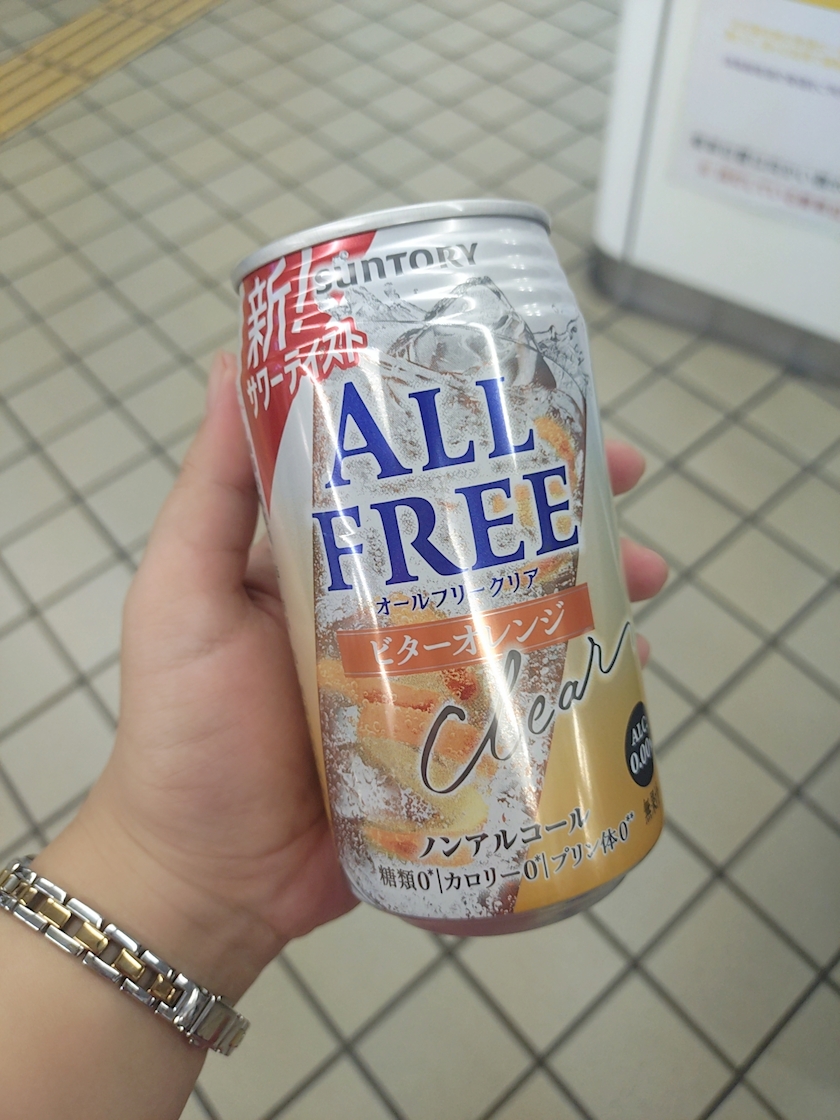 新!
SUNTORY
サワーテイスト
ALL
FREE
オールフリークリア
ビターオレンジ
clear
ALC.
0.00
ノンアルコール
糖類0*|カロリー0*|プリン体0**